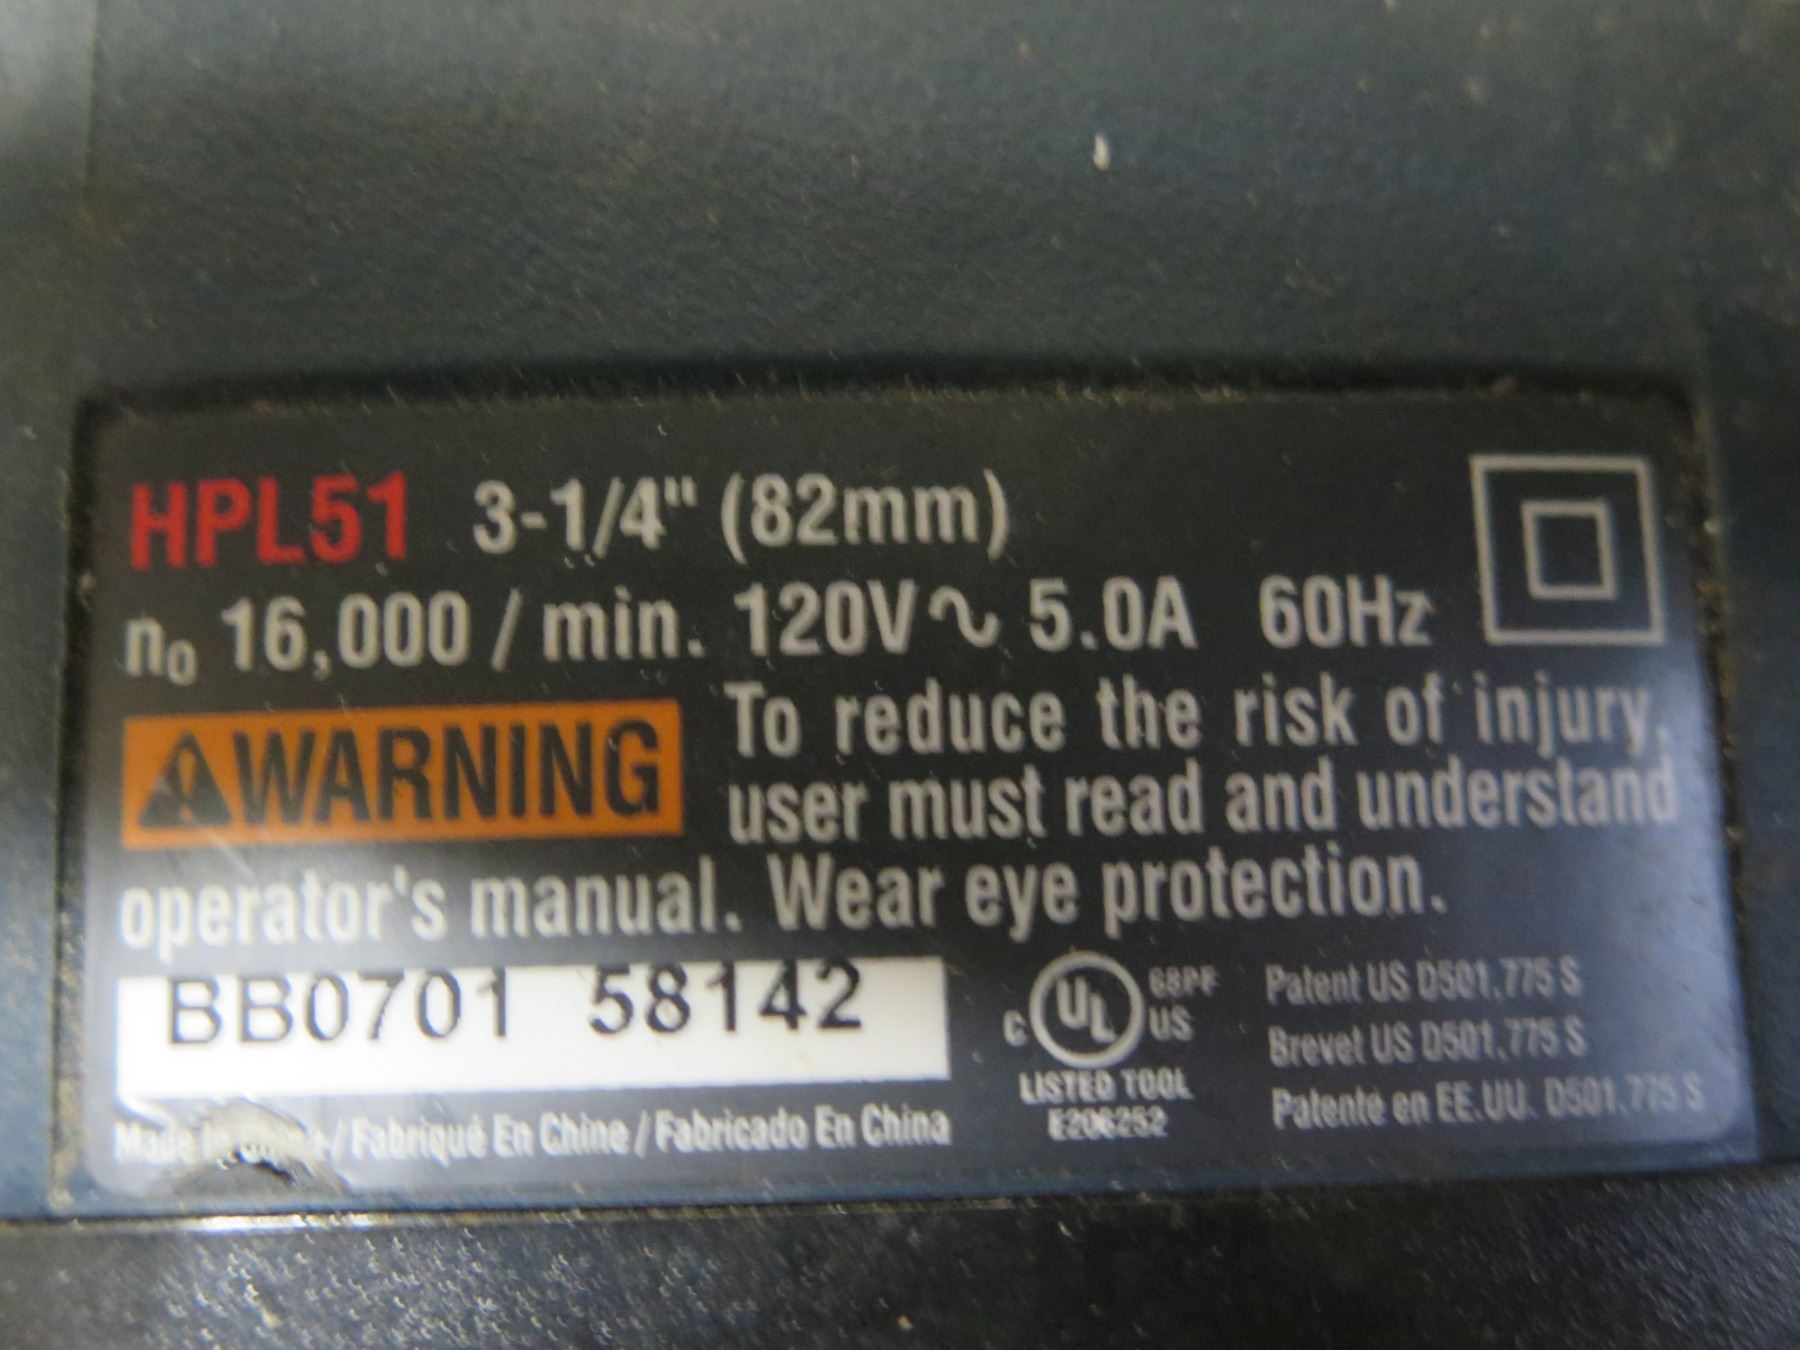 HPL51 3-1/4" (82mm)
n₀ 16,000 / min. 120V ∿ 5.0A 60Hz
WARNING To reduce the risk of injury,
user must read and understand
operator's manual. Wear eye protection.
BB0701 58142
Made In / Fabriqué En Chine / Fabricado En China
C UL US
68PF
LISTED TOOL
E206252
Patent US D501,775 S
Brevet US D501,775 S
Patente en EE.UU. D501,775 S